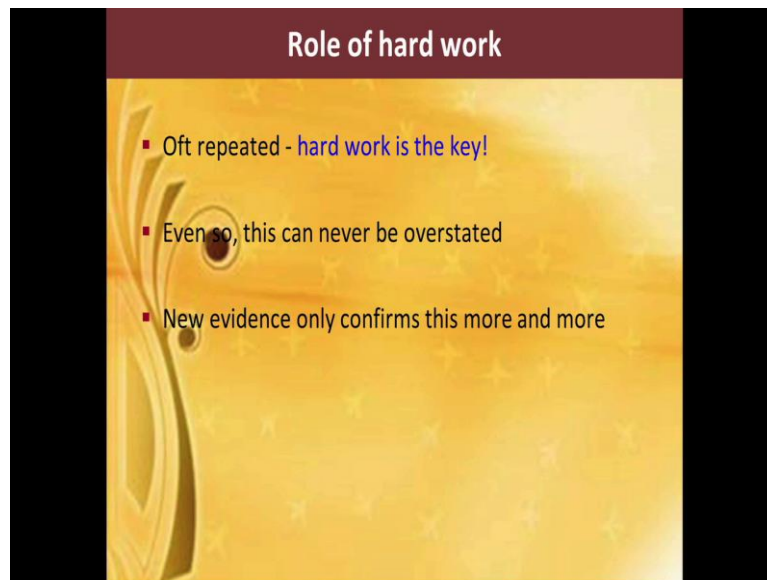 Role of hard work
▪ Oft repeated - hard work is the key!
▪ Even so, this can never be overstated
▪ New evidence only confirms this more and more